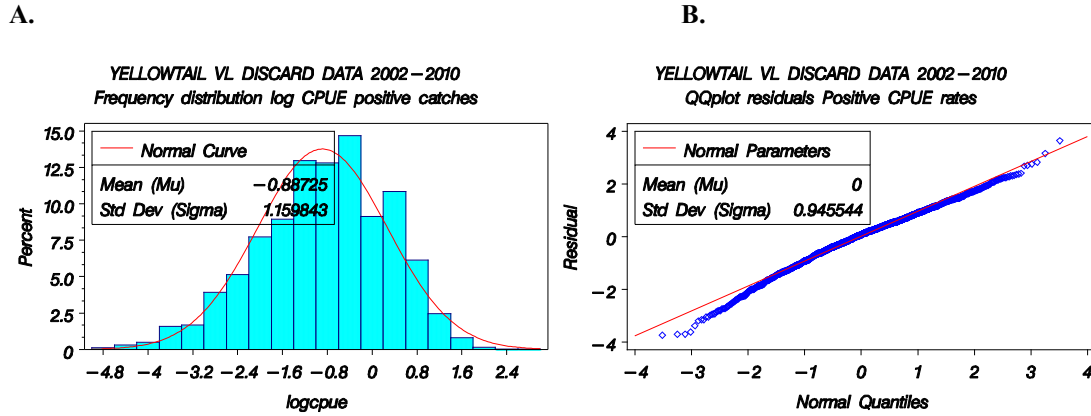 A.
B.
YELLOWTAIL VL DISCARD DATA 2002-2010
Frequency distribution log CPUE positive catches
Percent
15.0
12.5
10.0
7.5
5.0
2.5
0
Normal Curve
Mean (Mu) -0.88725
Std Dev (Sigma) 1.159843
-4.8 -4 -3.2 -2.4 -1.6 -0.8 0 0.8 1.6 2.4
logcpue
YELLOWTAIL VL DISCARD DATA 2002-2010
QQplot residuals Positive CPUE rates
Residual
4
2
0
-2
-4
Normal Parameters
Mean (Mu) 0
Std Dev (Sigma) 0.945544
-4 -3 -2 -1 0 1 2 3 4
Normal Quantiles